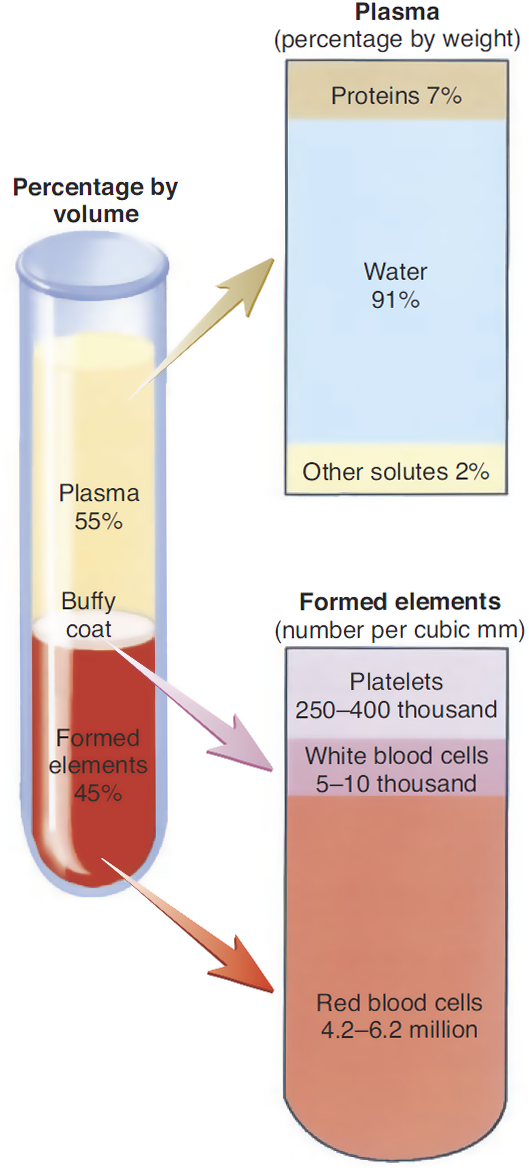 Plasma
(percentage by weight)
Proteins 7%
Water
91%
Other solutes 2%
Percentage by
volume
Plasma
55%
Buffy
coat
Formed
elements
45%
Formed elements
(number per cubic mm)
Platelets
250–400 thousand
White blood cells
5–10 thousand
Red blood cells
4.2–6.2 million